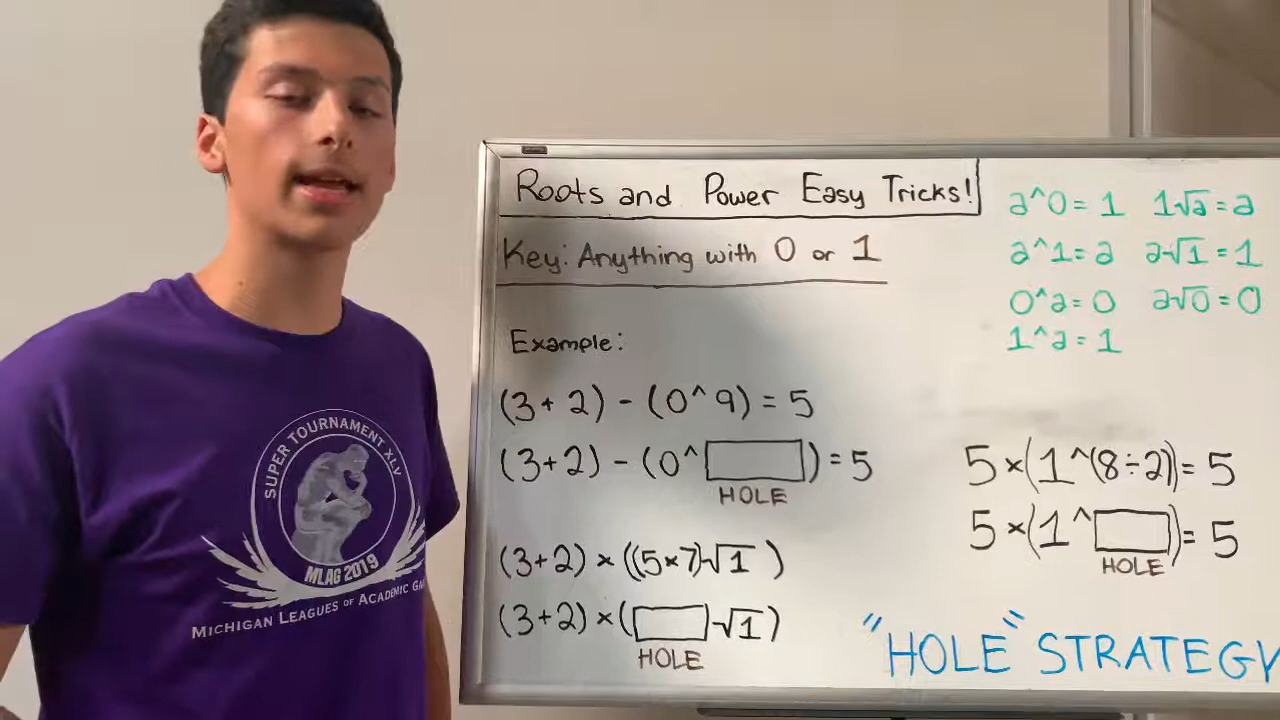 Roots and Power Easy Tricks!
Key: Anything with 0 or 1
Example:
(3+2) - (0^9) = 5
(3+2) - (0^ ) = 5
HOLE
(3+2) × ((5×7)√1 )
(3+2) × ( √1)
HOLE
a^0 = 1 1√a = a
a^1 = a a√1 = 1
0^a = 0 a√0 = 0
1^a = 1
5 × (1^(8÷2)) = 5
5 × (1^ ) = 5
HOLE
"HOLE" STRATEGY
SUPER TOURNAMENT XLV
MLAG 2019
MICHIGAN LEAGUES OF ACADEMIC